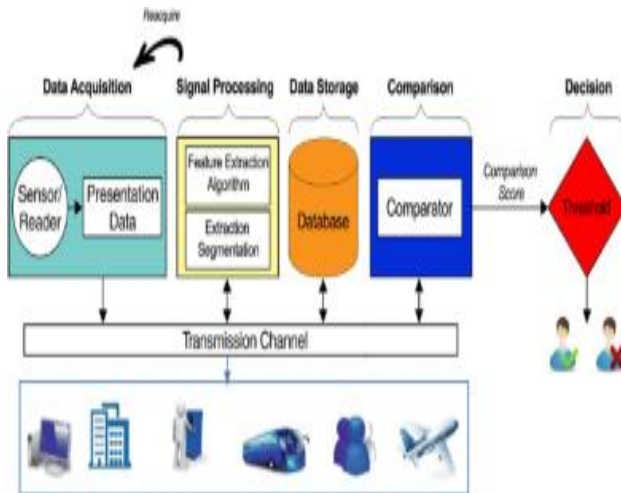 Reacquire
Data Acquisition
Signal Processing
Data Storage
Comparison
Decision
Sensor/
Reader
Presentation
Data
Feature Extraction
Algorithm
Extraction
Segmentation
Database
Comparator
Comparison
Score
Threshold
Transmission Channel